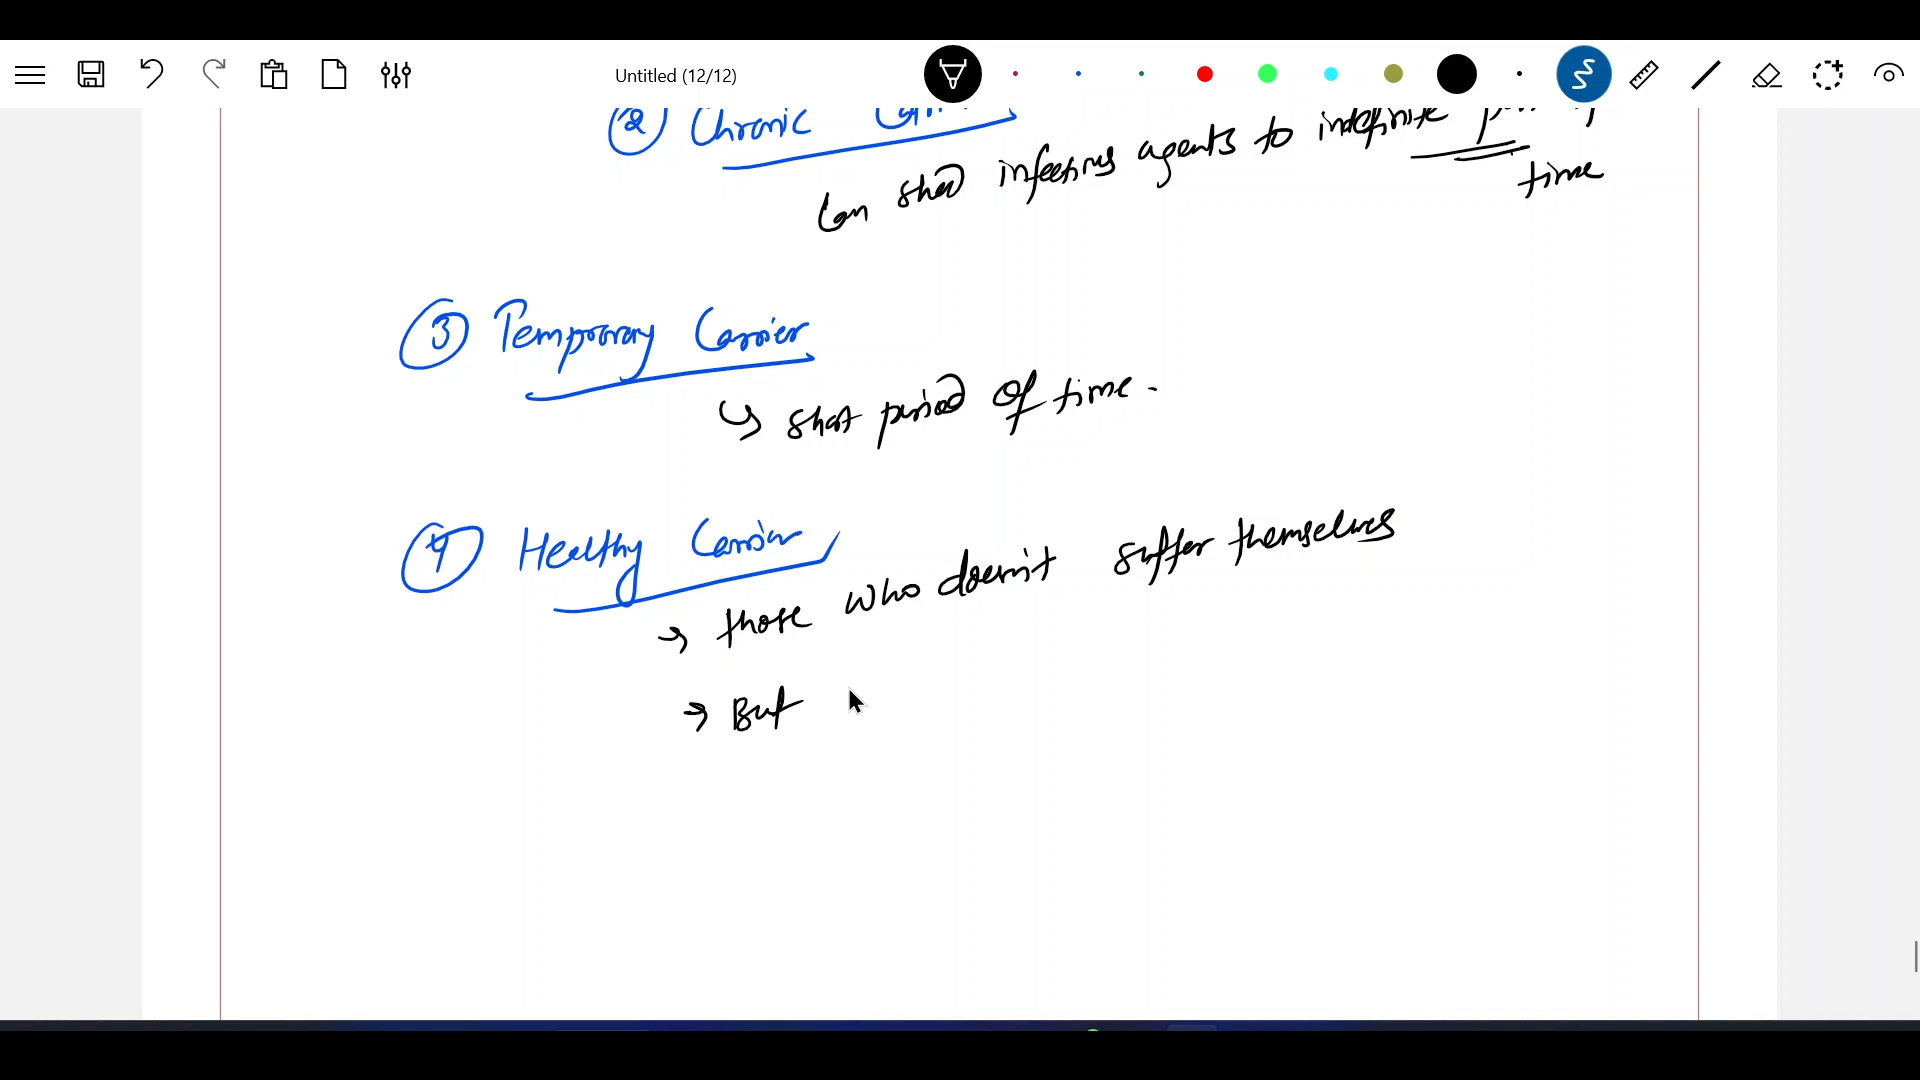 Untitled (12/12)
② Chronic
Can shed infectious agents to indefinite
time
③ Temporary Carrier
↳ Short period of time.
④ Healthy Carrier
→ those who doesn't suffer themselves
→ But